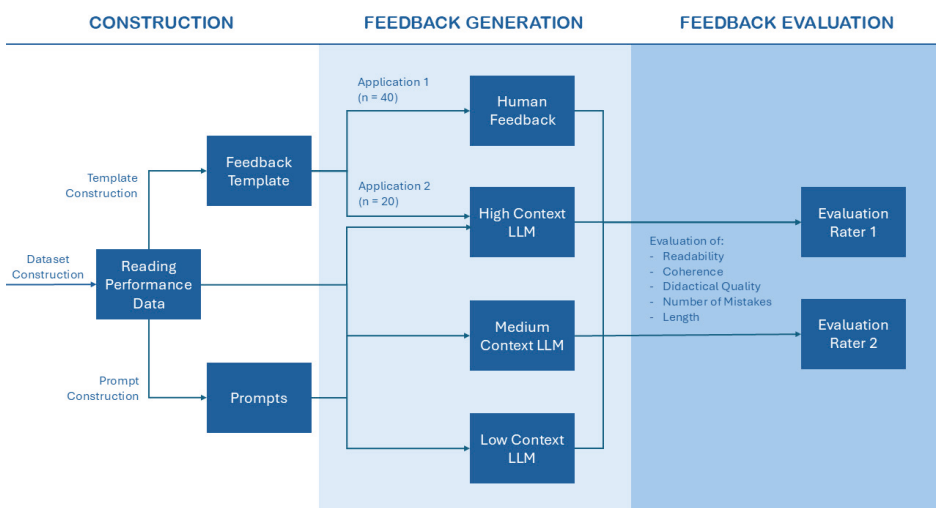 CONSTRUCTION
FEEDBACK GENERATION
FEEDBACK EVALUATION
Dataset
Construction
Reading
Performance
Data
Template
Construction
Feedback
Template
Prompt
Construction
Prompts
Application 1
(n = 40)
Human
Feedback
Application 2
(n = 20)
High Context
LLM
Medium
Context LLM
Low Context
LLM
Evaluation of:
- Readability
- Coherence
- Didactical Quality
- Number of Mistakes
- Length
Evaluation
Rater 1
Evaluation
Rater 2